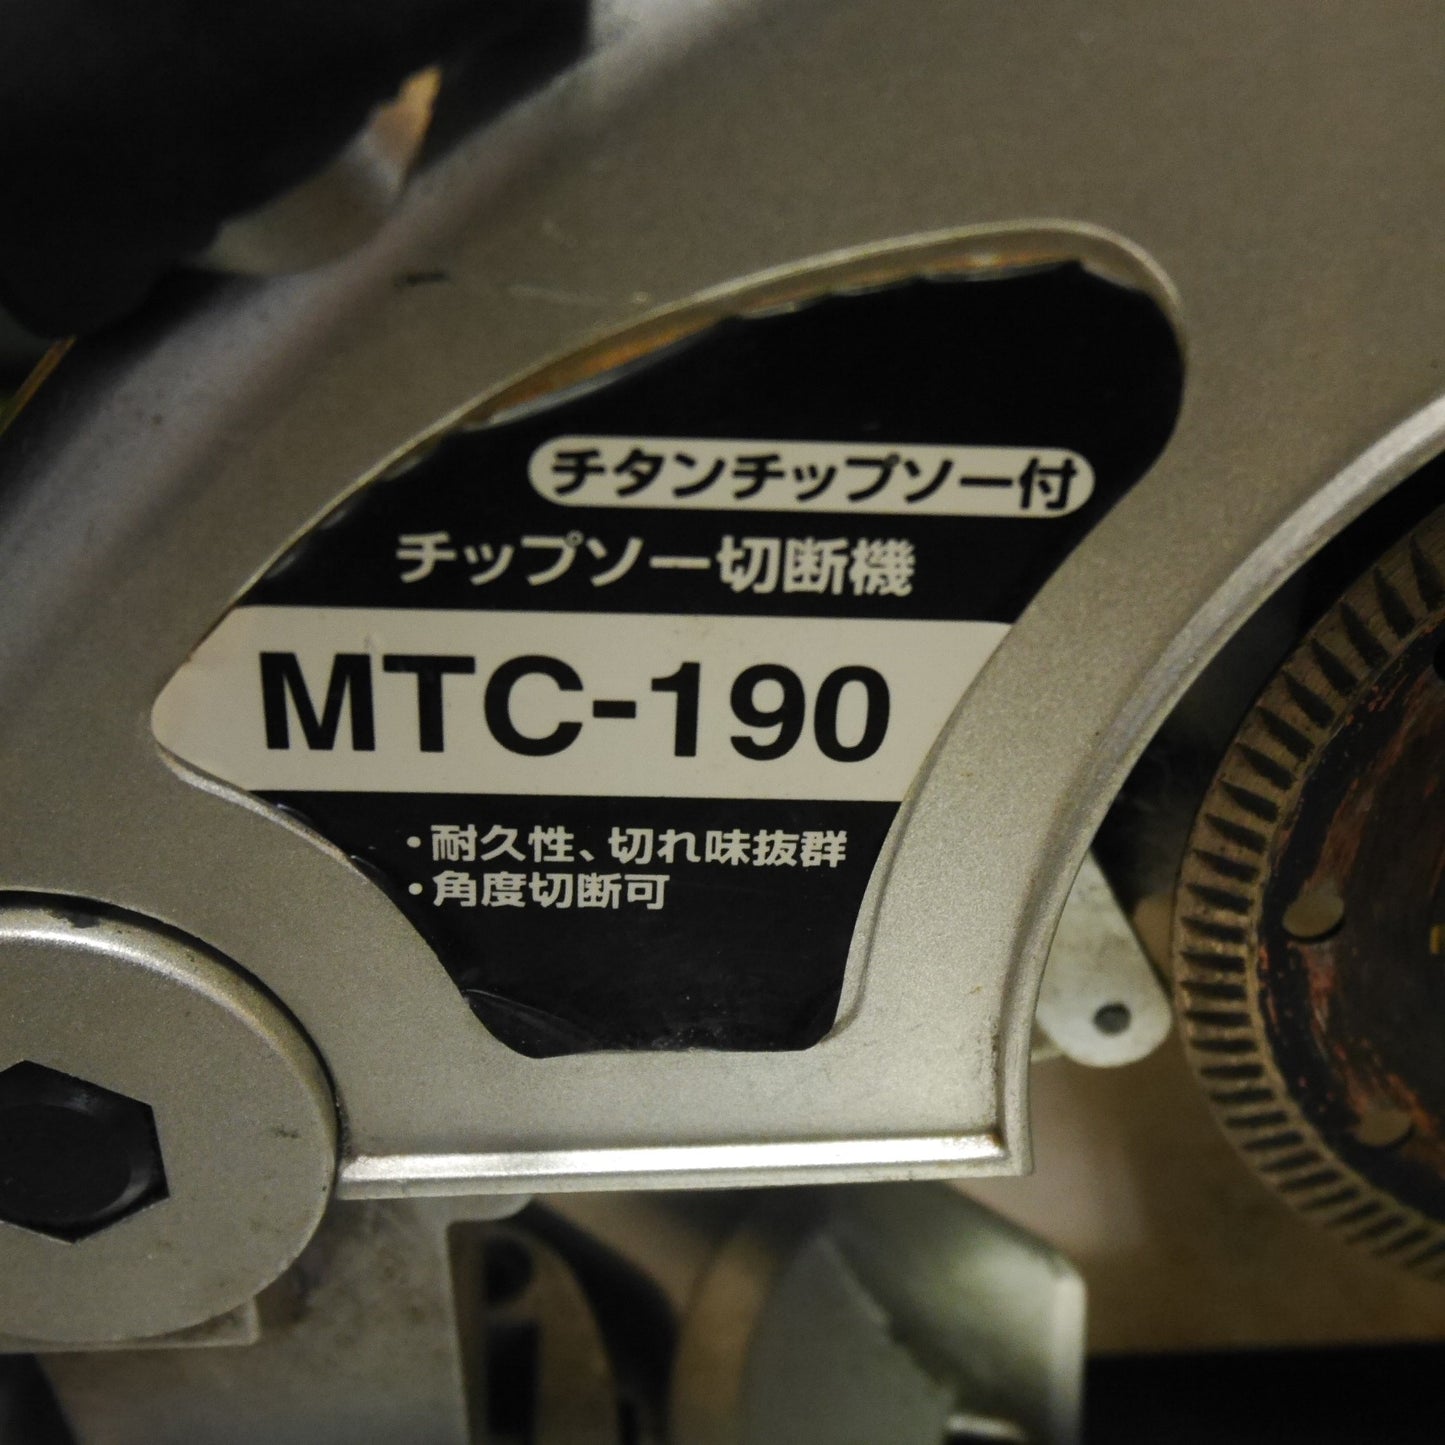 チタンチップソー付
チップソー切断機
MTC-190
・耐久性、切れ味抜群
・角度切断可